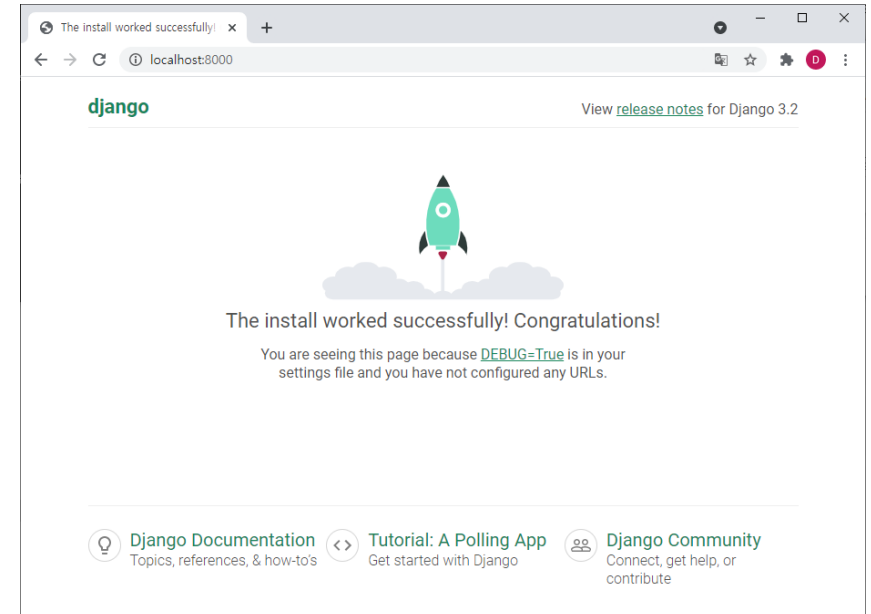 The install worked successfully!
localhost:8000
D
django
View release notes for Django 3.2
The install worked successfully! Congratulations!
You are seeing this page because DEBUG=True is in your
settings file and you have not configured any URLs.
Django Documentation
Topics, references, & how-to's
Tutorial: A Polling App
Get started with Django
Django Community
Connect, get help, or
contribute